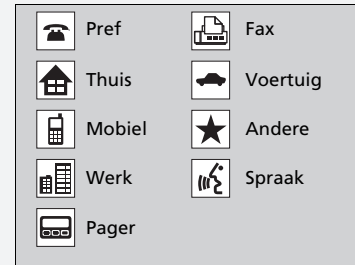 Pref
Fax
Thuis
Voertuig
Mobiel
Andere
Werk
Spraak
Pager